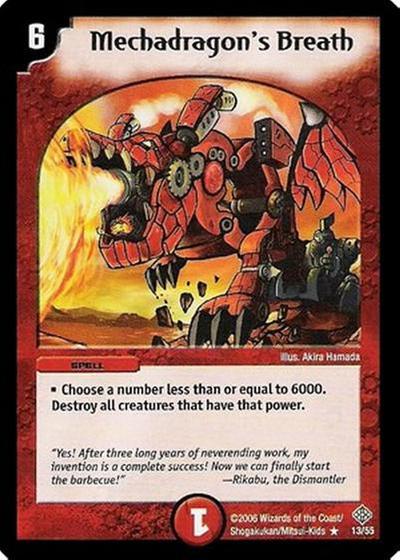 6
Mechadragon's Breath
illus. Akira Hamada
SPELL
▪ Choose a number less than or equal to 6000.
Destroy all creatures that have that power.
"Yes! After three long years of neverending work, my
invention is a complete success! Now we can finally start
the barbecue!" —Rikabu, the Dismantler
1
©2006 Wizards of the Coast/
Shogakukan/Mitsui-Kids ★ 13/55